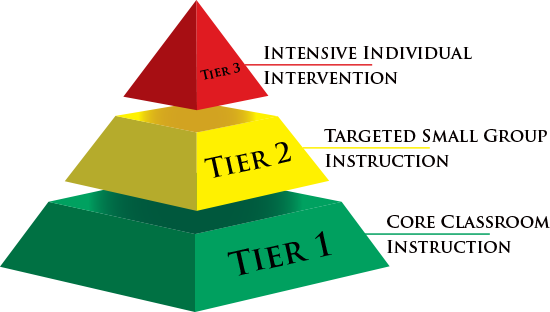 Tier 3
Intensive Individual
Intervention
Tier 2
Targeted Small Group
Instruction
Tier 1
Core Classroom
Instruction